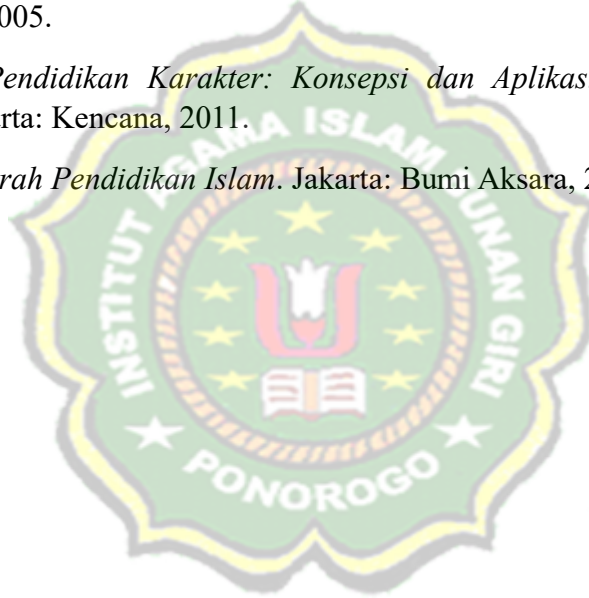 005.
Pendidikan Karakter: Konsepsi dan Aplikas
rta: Kencana, 2011.
rah Pendidikan Islam. Jakarta: Bumi Aksara, 2
INSTITUT AGAMA ISLAM SUNAN GIRI
PONOROGO